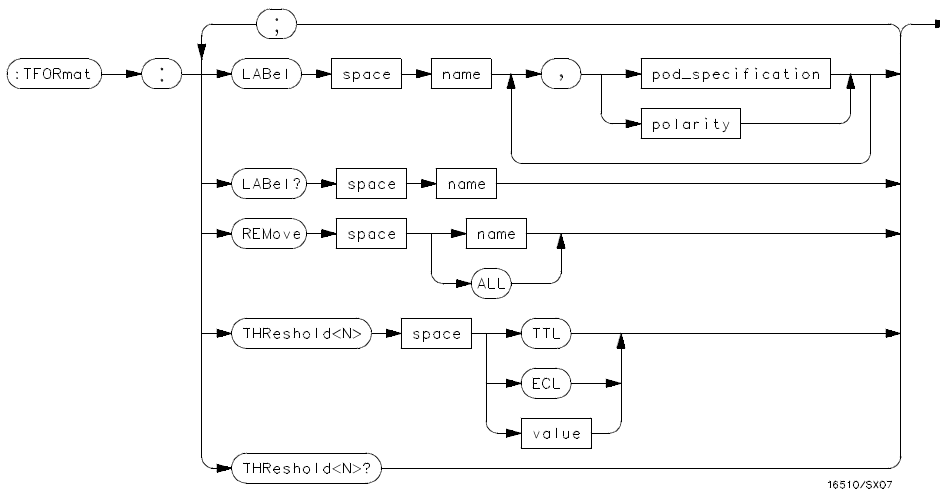 ;
:TFORmat : LABel space name , pod_specification
polarity
LABel? space name
REMove space name
ALL
THReshold<N> space TTL
ECL
value
THReshold<N>?
16510/SX07